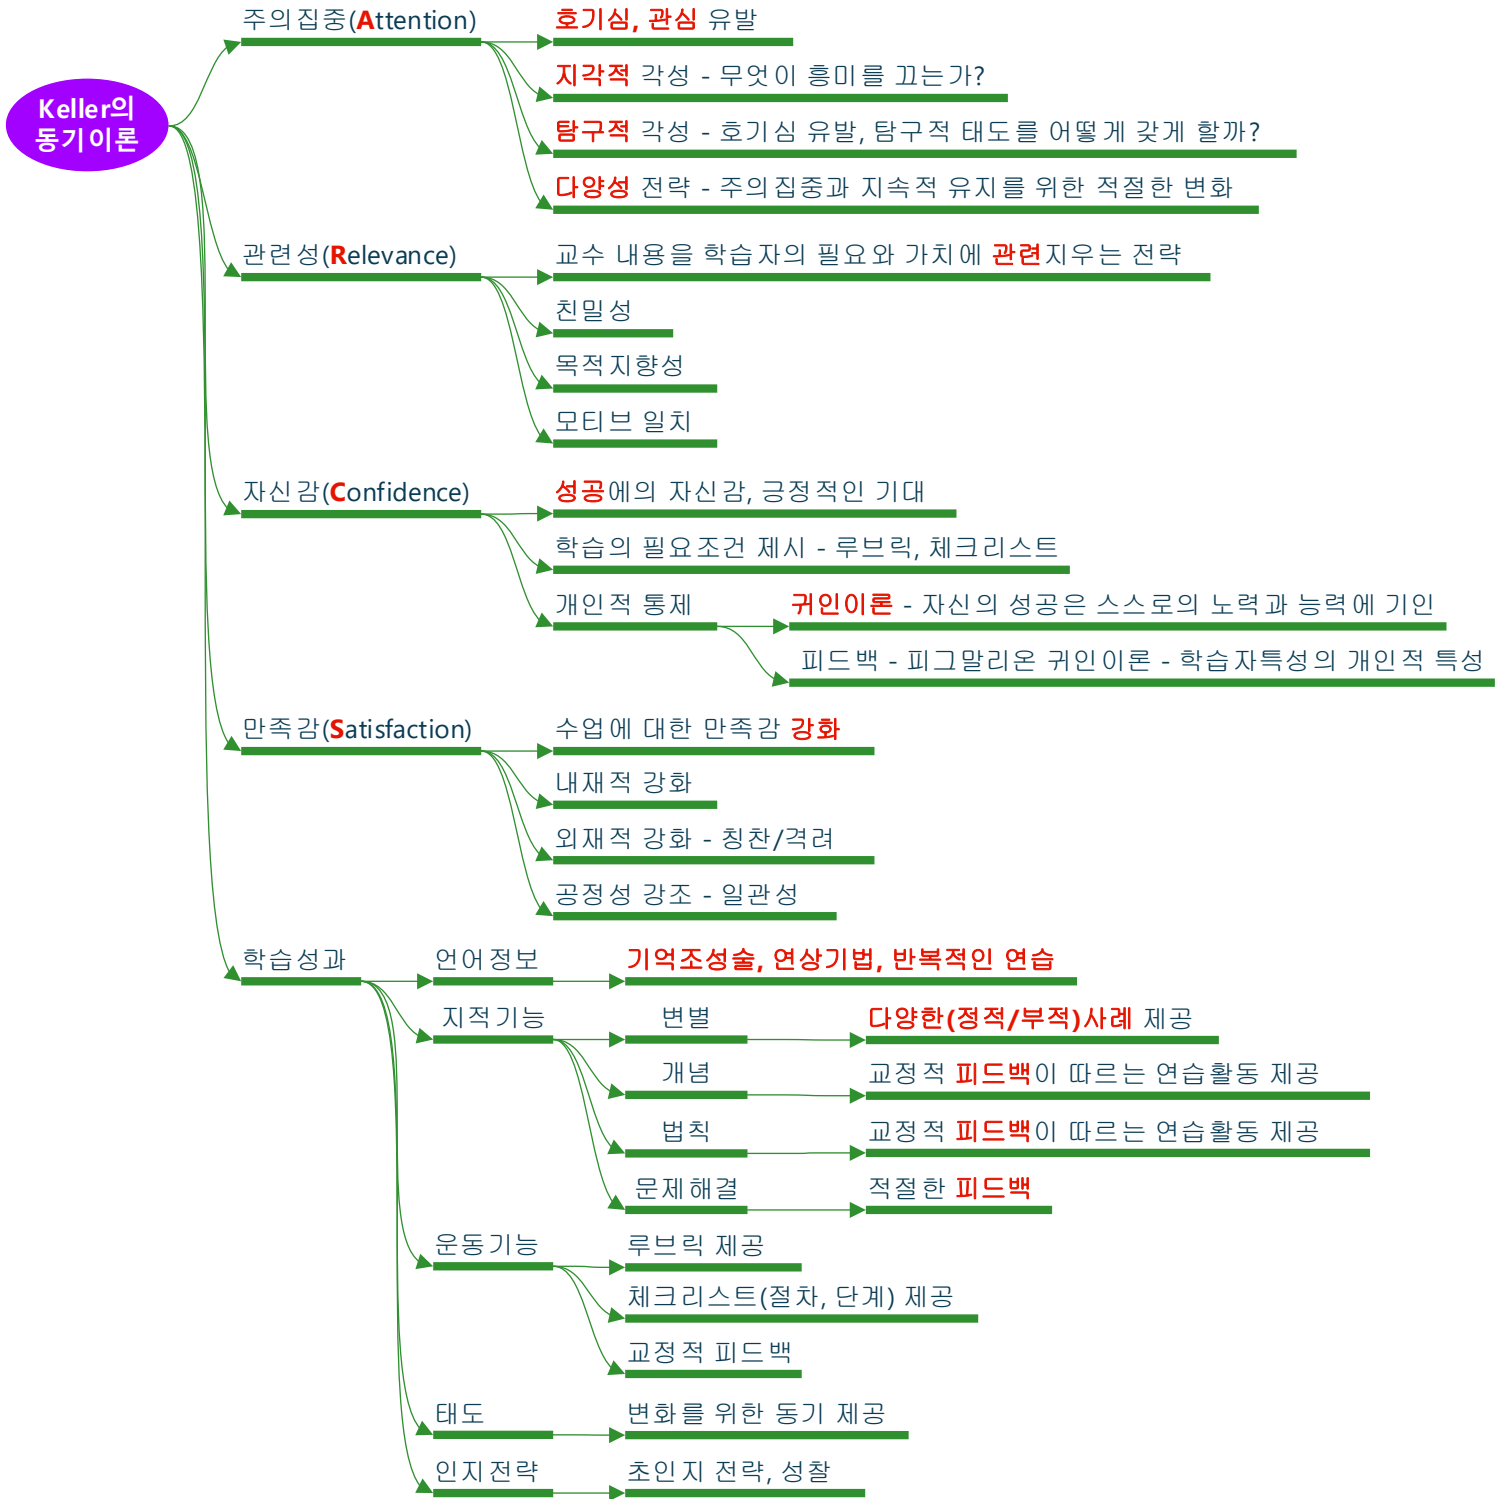 Keller의
동기이론
주의집중(Attention)
호기심, 관심 유발
지각적 각성 - 무엇이 흥미를 끄는가?
탐구적 각성 - 호기심 유발, 탐구적 태도를 어떻게 갖게 할까?
다양성 전략 - 주의집중과 지속적 유지를 위한 적절한 변화
관련성(Relevance)
교수 내용을 학습자의 필요와 가치에 관련지우는 전략
친밀성
목적지향성
모티브 일치
자신감(Confidence)
성공에의 자신감, 긍정적인 기대
학습의 필요조건 제시 - 루브릭, 체크리스트
개인적 통제
귀인이론 - 자신의 성공은 스스로의 노력과 능력에 기인
피드백 - 피그말리온 귀인이론 - 학습자특성의 개인적 특성
만족감(Satisfaction)
수업에 대한 만족감 강화
내재적 강화
외재적 강화 - 칭찬/격려
공정성 강조 - 일관성
학습성과
언어정보
기억조성술, 연상기법, 반복적인 연습
지적기능
변별
다양한(정적/부적)사례 제공
개념
교정적 피드백이 따르는 연습활동 제공
법칙
교정적 피드백이 따르는 연습활동 제공
문제해결
적절한 피드백
운동기능
루브릭 제공
체크리스트(절차, 단계) 제공
교정적 피드백
태도
변화를 위한 동기 제공
인지전략
초인지 전략, 성찰